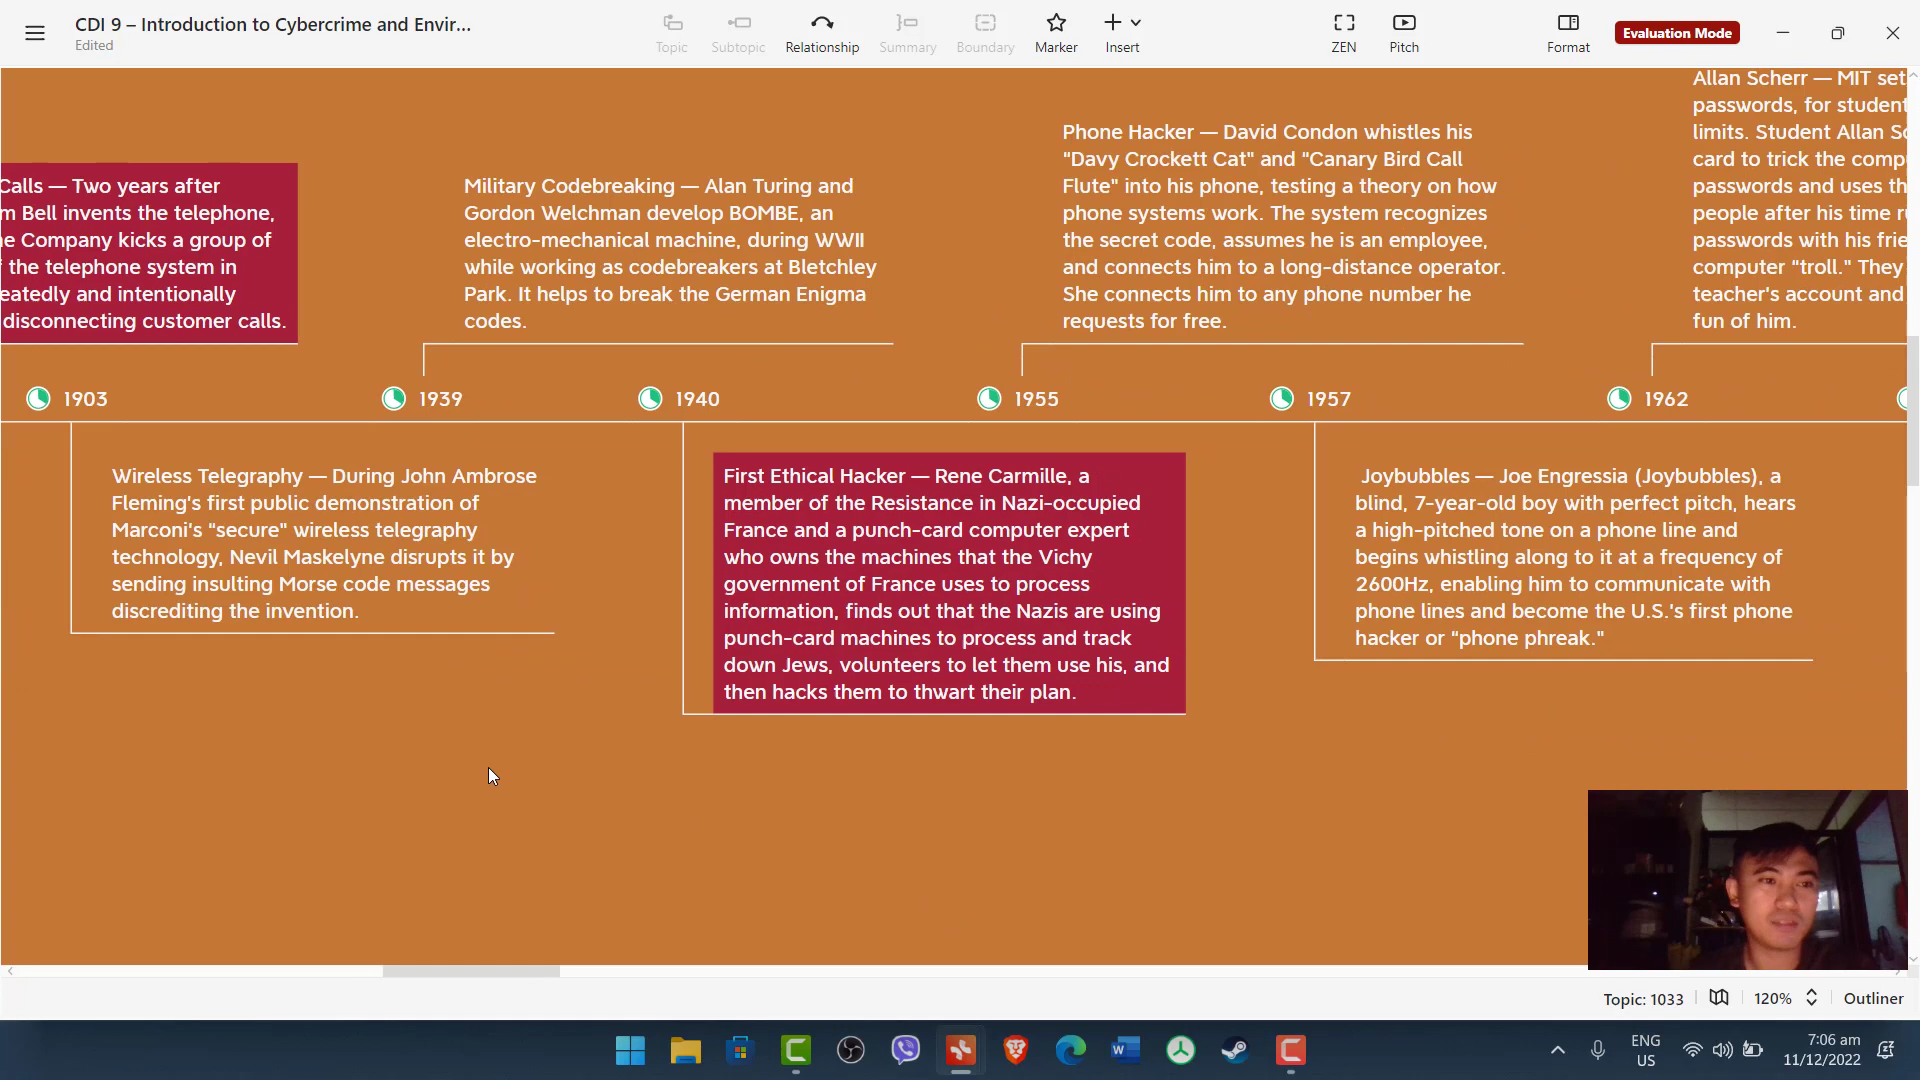 CDI 9 – Introduction to Cybercrime and Envir...
Edited
Topic
Subtopic
Relationship
Summary
Boundary
Marker
Insert
ZEN
Pitch
Format
Evaluation Mode
Calls — Two years after
m Bell invents the telephone,
e Company kicks a group of
the telephone system in
eatedly and intentionally
disconnecting customer calls.
Military Codebreaking — Alan Turing and
Gordon Welchman develop BOMBE, an
electro-mechanical machine, during WWII
while working as codebreakers at Bletchley
Park. It helps to break the German Enigma
codes.
Phone Hacker — David Condon whistles his
"Davy Crockett Cat" and "Canary Bird Call
Flute" into his phone, testing a theory on how
phone systems work. The system recognizes
the secret code, assumes he is an employee,
and connects him to a long-distance operator.
She connects him to any phone number he
requests for free.
Allan Scherr — MIT set
passwords, for student
limits. Student Allan Sc
card to trick the comp
passwords and uses th
people after his time r
passwords with his frie
computer "troll." They
teacher's account and
fun of him.
1903
1939
1940
1955
1957
1962
Wireless Telegraphy — During John Ambrose
Fleming's first public demonstration of
Marconi's "secure" wireless telegraphy
technology, Nevil Maskelyne disrupts it by
sending insulting Morse code messages
discrediting the invention.
First Ethical Hacker — Rene Carmille, a
member of the Resistance in Nazi-occupied
France and a punch-card computer expert
who owns the machines that the Vichy
government of France uses to process
information, finds out that the Nazis are using
punch-card machines to process and track
down Jews, volunteers to let them use his, and
then hacks them to thwart their plan.
Joybubbles — Joe Engressia (Joybubbles), a
blind, 7-year-old boy with perfect pitch, hears
a high-pitched tone on a phone line and
begins whistling along to it at a frequency of
2600Hz, enabling him to communicate with
phone lines and become the U.S.'s first phone
hacker or "phone phreak."
Topic: 1033
120%
Outliner
ENG
US
7:06 am
11/12/2022